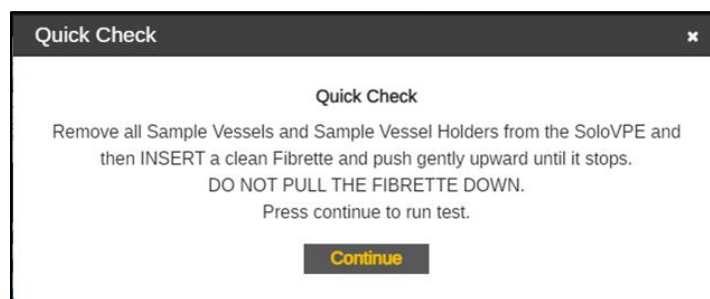 Quick Check
Quick Check
Remove all Sample Vessels and Sample Vessel Holders from the SoloVPE and
then INSERT a clean Fibrette and push gently upward until it stops.
DO NOT PULL THE FIBRETTE DOWN.
Press continue to run test.
Continue